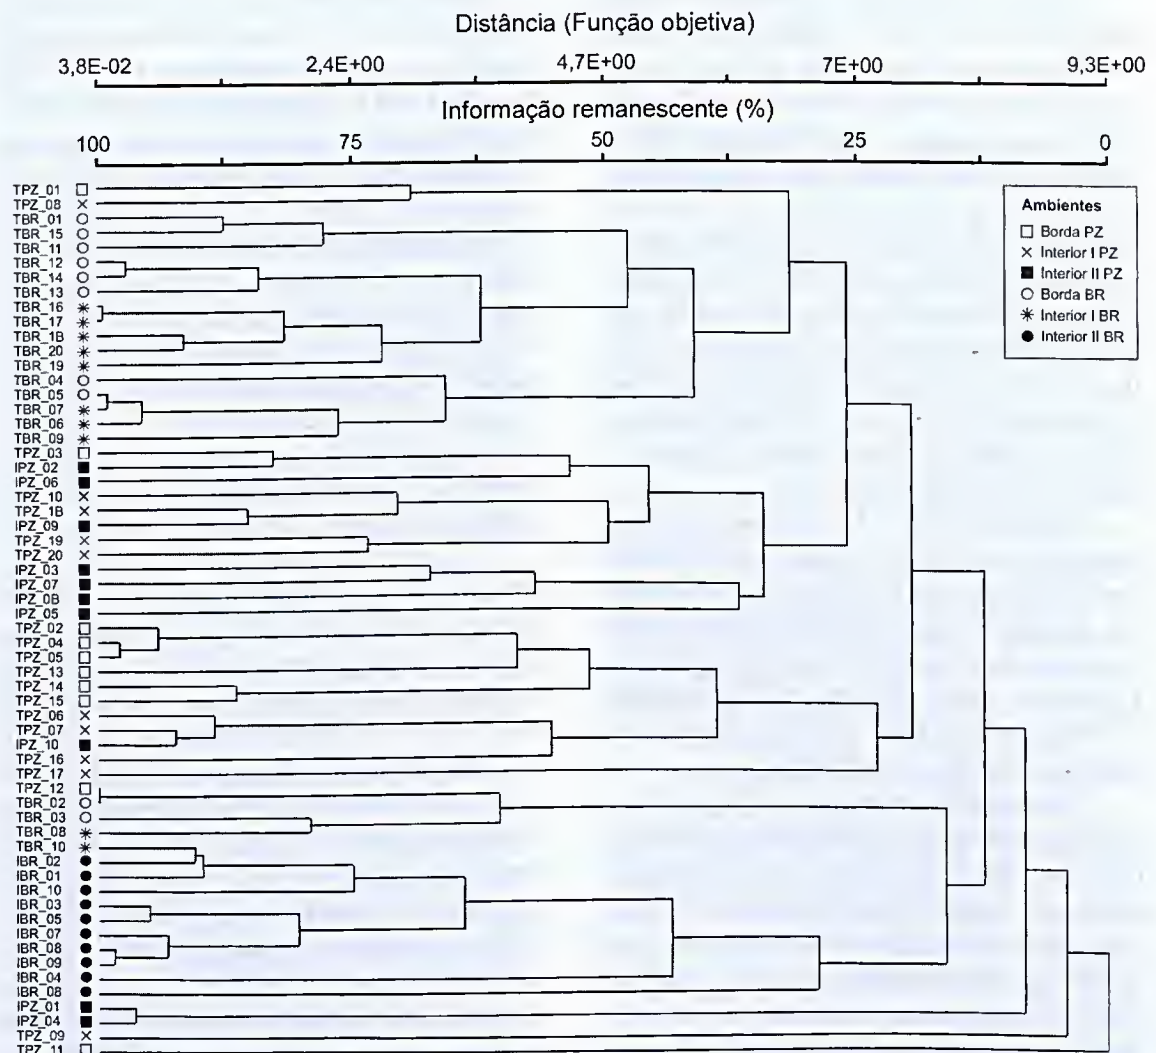 Distância (Função objetiva)
3,8E-02 2,4E+00 4,7E+00 7E+00 9,3E+00
Informação remanescente (%)
100 75 50 25 0
TPZ_01
TPZ_08
TBR_01
TBR_15
TBR_11
TBR_12
TBR_14
TBR_13
TBR_16
TBR_17
TBR_1B
TBR_20
TBR_19
TBR_04
TBR_05
TBR_07
TBR_06
TBR_09
TPZ_03
IPZ_02
IPZ_06
TPZ_10
TPZ_1B
IPZ_09
TPZ_19
TPZ_20
IPZ_03
IPZ_07
IPZ_0B
IPZ_05
TPZ_02
TPZ_04
TPZ_05
TPZ_13
TPZ_14
TPZ_15
TPZ_06
TPZ_07
IPZ_10
TPZ_16
TPZ_17
TPZ_12
TBR_02
TBR_03
TBR_08
TBR_10
IBR_02
IBR_01
IBR_10
IBR_03
IBR_05
IBR_07
IBR_08
IBR_09
IBR_04
IBR_08
IPZ_01
IPZ_04
TPZ_09
TPZ_11
Ambientes
Borda PZ
Interior I PZ
Interior II PZ
Borda BR
Interior I BR
Interior II BR